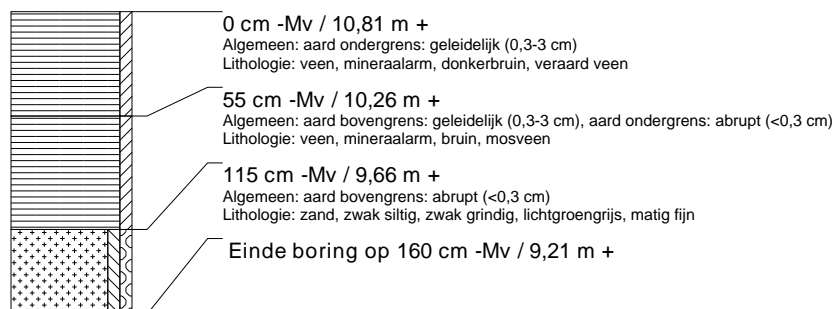 0 cm -Mv / 10,81 m +
Algemeen: aard ondergrens: geleidelijk (0,3-3 cm)
Lithologie: veen, mineraalarm, donkerbruin, veraard veen
55 cm -Mv / 10,26 m +
Algemeen: aard bovengrens: geleidelijk (0,3-3 cm), aard ondergrens: abrupt (<0,3 cm)
Lithologie: veen, mineraalarm, bruin, mosveen
115 cm -Mv / 9,66 m +
Algemeen: aard bovengrens: abrupt (<0,3 cm)
Lithologie: zand, zwak siltig, zwak grindig, lichtgroengrijs, matig fijn
Einde boring op 160 cm -Mv / 9,21 m +